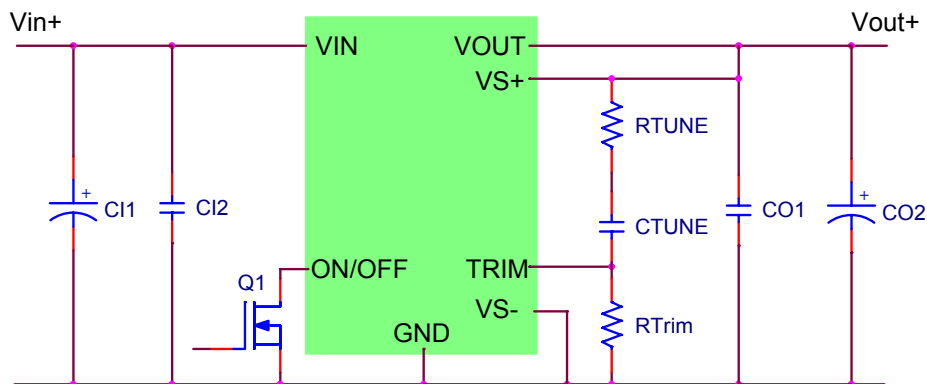 Vin+
Vout+
VIN
VOUT
VS+
RTUNE
+
CI1
CI2
CTUNE
CO1
+
CO2
Q1
ON/OFF
TRIM
VS-
RTrim
GND